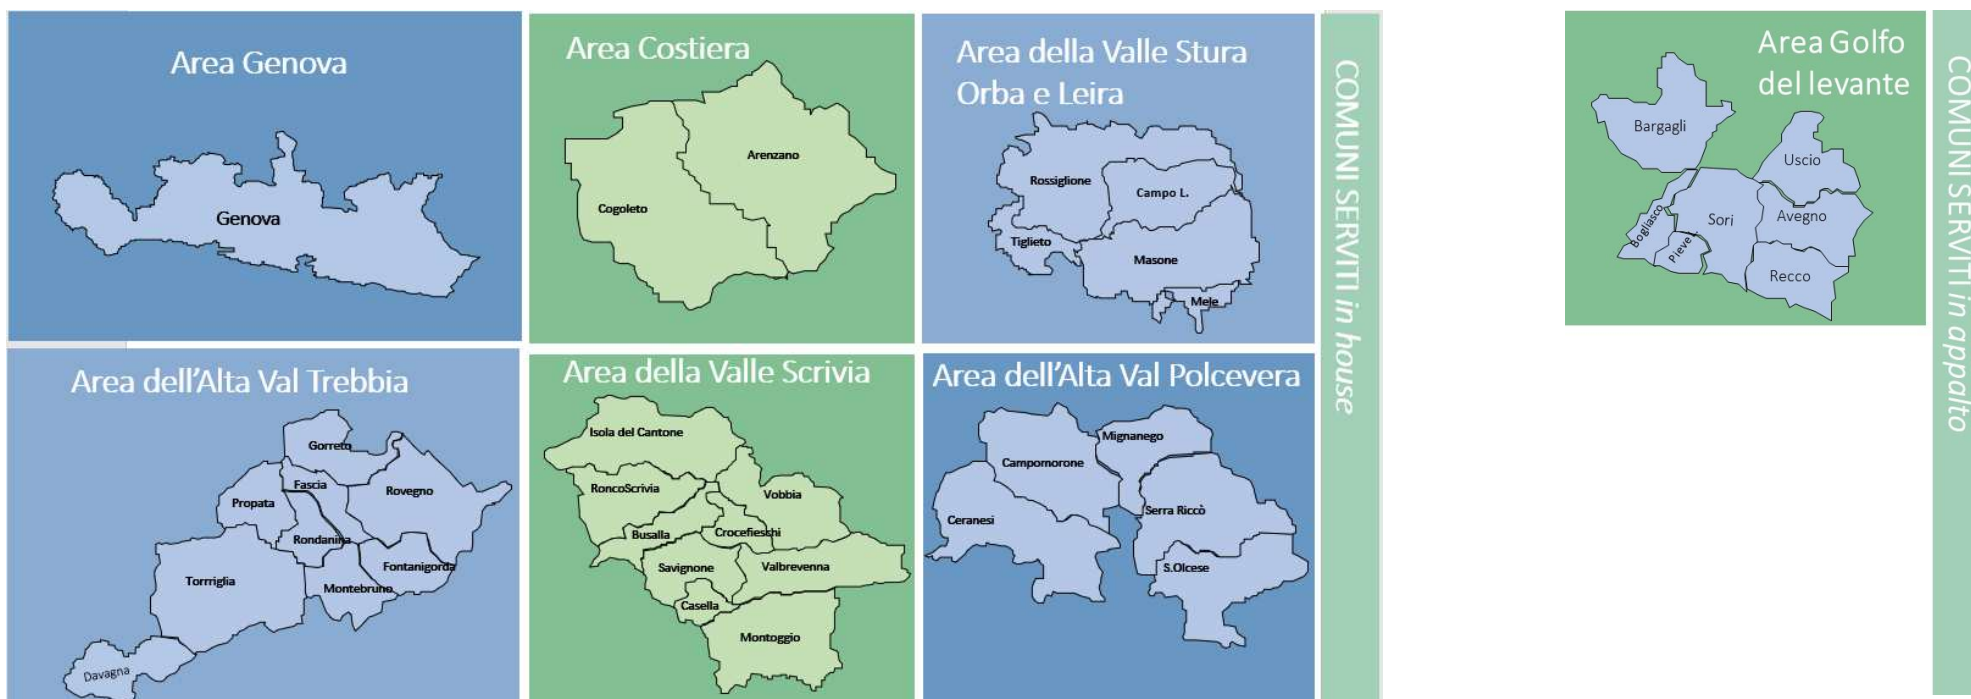 Area Genova
Genova
Area Costiera
Arenzano
Cogoleto
Area della Valle Stura
Orba e Leira
Rossiglione
Campo L.
Tiglieto
Masone
Mele
COMUNI SERVITI in house
Area dell'Alta Val Trebbia
Gorreto
Fascia
Rovegno
Propata
Rondanina
Fontanigorda
Torrriglia
Montebruno
Davagna
Area della Valle Scrivia
Isola del Cantone
RoncoScrivia
Vobbia
Busalla
Crocefieschi
Savignone
Valbrevenna
Casella
Montoggio
Area dell'Alta Val Polcevera
Mignanego
Campomorone
Serra Riccò
Ceranesi
S.Olcese
Area Golfo
del levante
Bargagli
Uscio
Bogliasco
Sori
Avegno
Pieve L.
Recco
COMUNI SERVITI in appalto